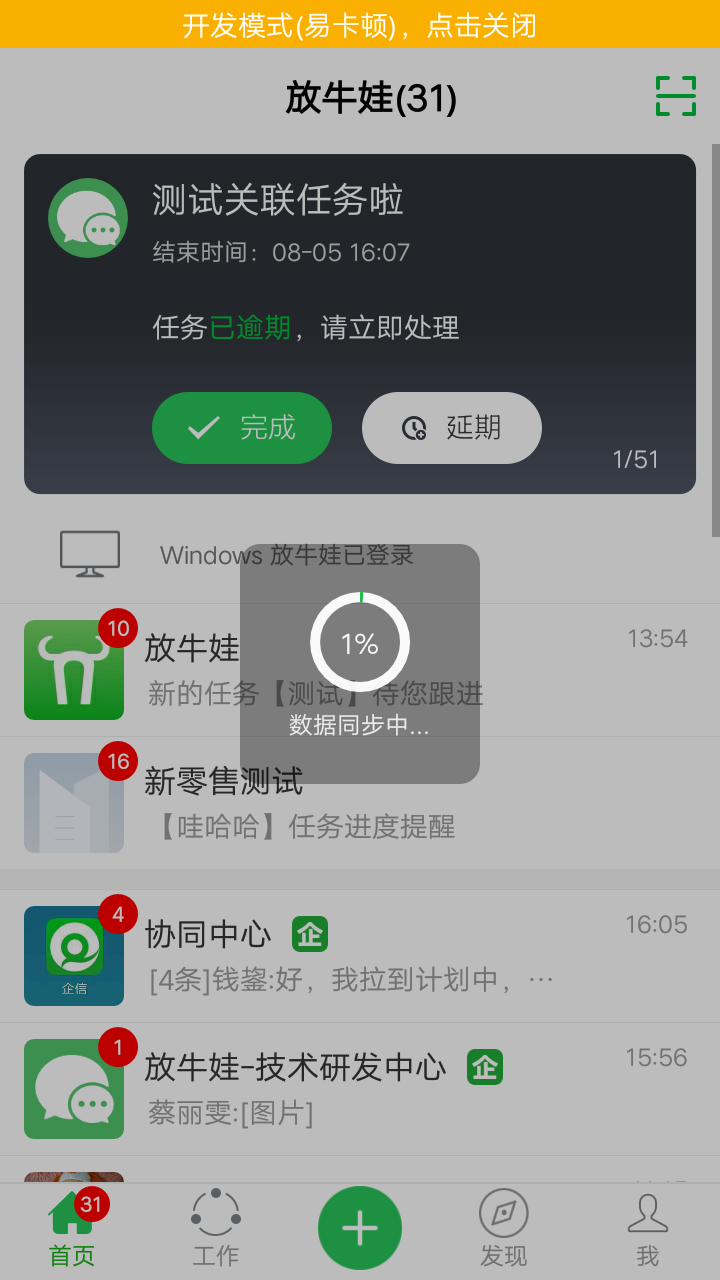 开发模式(易卡顿)，点击关闭
放牛娃(31)
测试关联任务啦
结束时间：08-05 16:07
任务已逾期，请立即处理
完成
延期
1/51
Windows 放牛娃已登录
10
放牛娃
13:54
新的任务【测试】待您跟进
1%
数据同步中...
16
新零售测试
【哇哈哈】任务进度提醒
4
协同中心 企
16:05
企信
[4条]钱鋆:好，我拉到计划中，…
1
放牛娃-技术研发中心 企
15:56
蔡丽雯:[图片]
31
首页
工作
发现
我